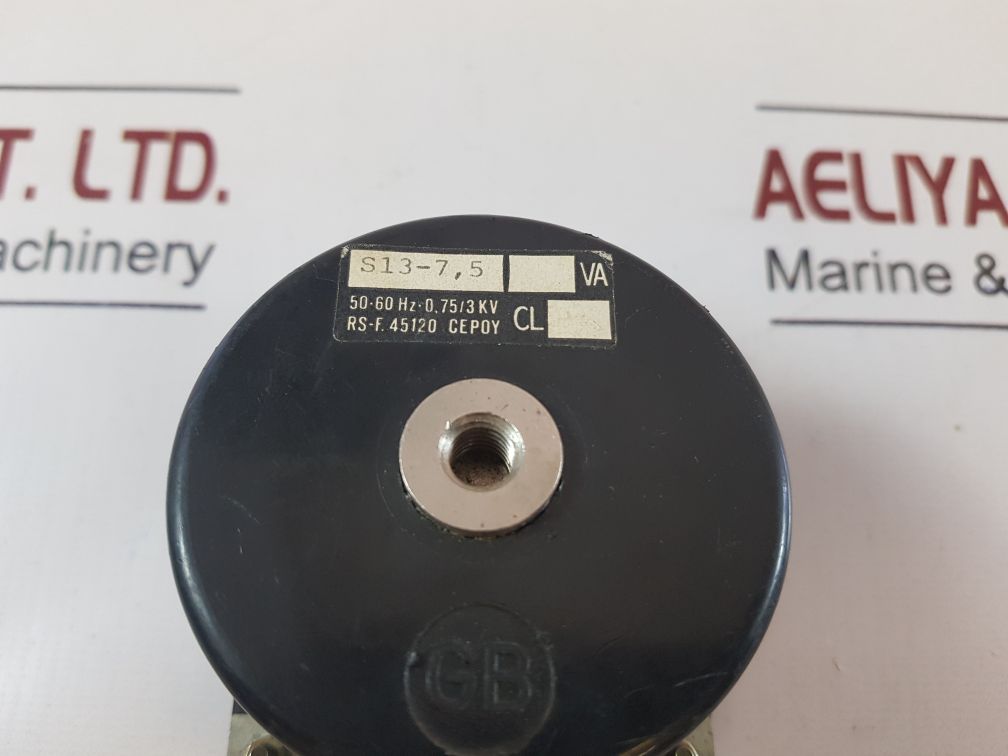 T. LTD.
achinery
AELIYA
Marine &
S13-7,5 VA
50·60 Hz·0,75/3 KV
RS-F. 45120 CEPOY CL
GB